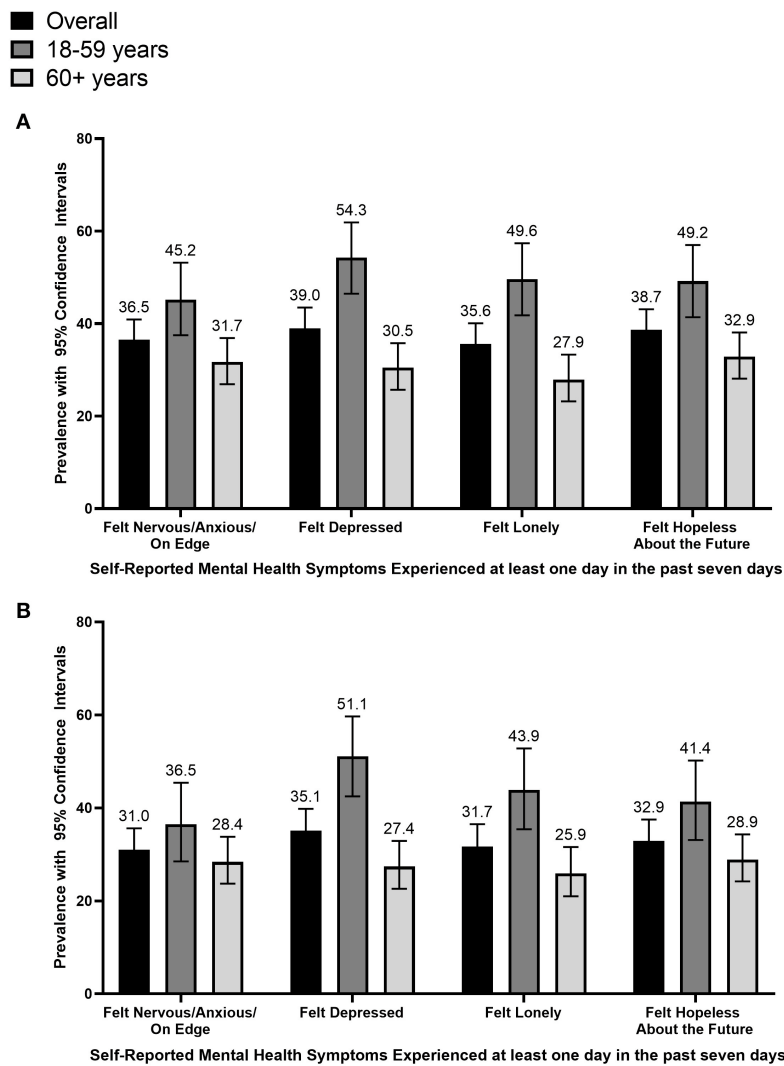 Overall
18-59 years
60+ years
A
Prevalence with 95% Confidence Intervals
80
60
40
20
0
36.5
45.2
31.7
39.0
54.3
30.5
35.6
49.6
27.9
38.7
49.2
32.9
Felt Nervous/Anxious/
On Edge
Felt Depressed
Felt Lonely
Felt Hopeless
About the Future
Self-Reported Mental Health Symptoms Experienced at least one day in the past seven days
B
Prevalence with 95% Confidence Intervals
80
60
40
20
0
31.0
36.5
28.4
35.1
51.1
27.4
31.7
43.9
25.9
32.9
41.4
28.9
Felt Nervous/Anxious/
On Edge
Felt Depressed
Felt Lonely
Felt Hopeless
About the Future
Self-Reported Mental Health Symptoms Experienced at least one day in the past seven days